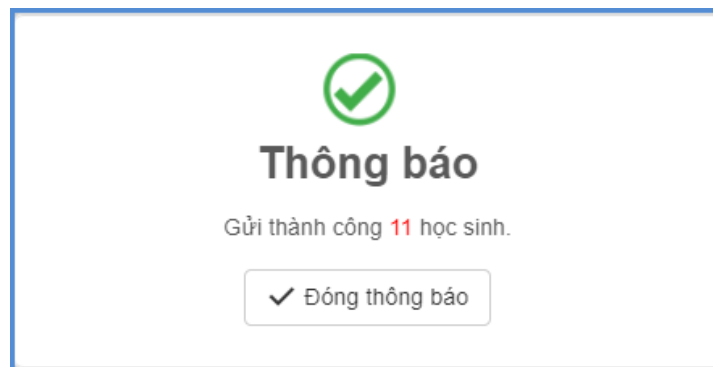 Thông báo
Gửi thành công 11 học sinh.
Đóng thông báo